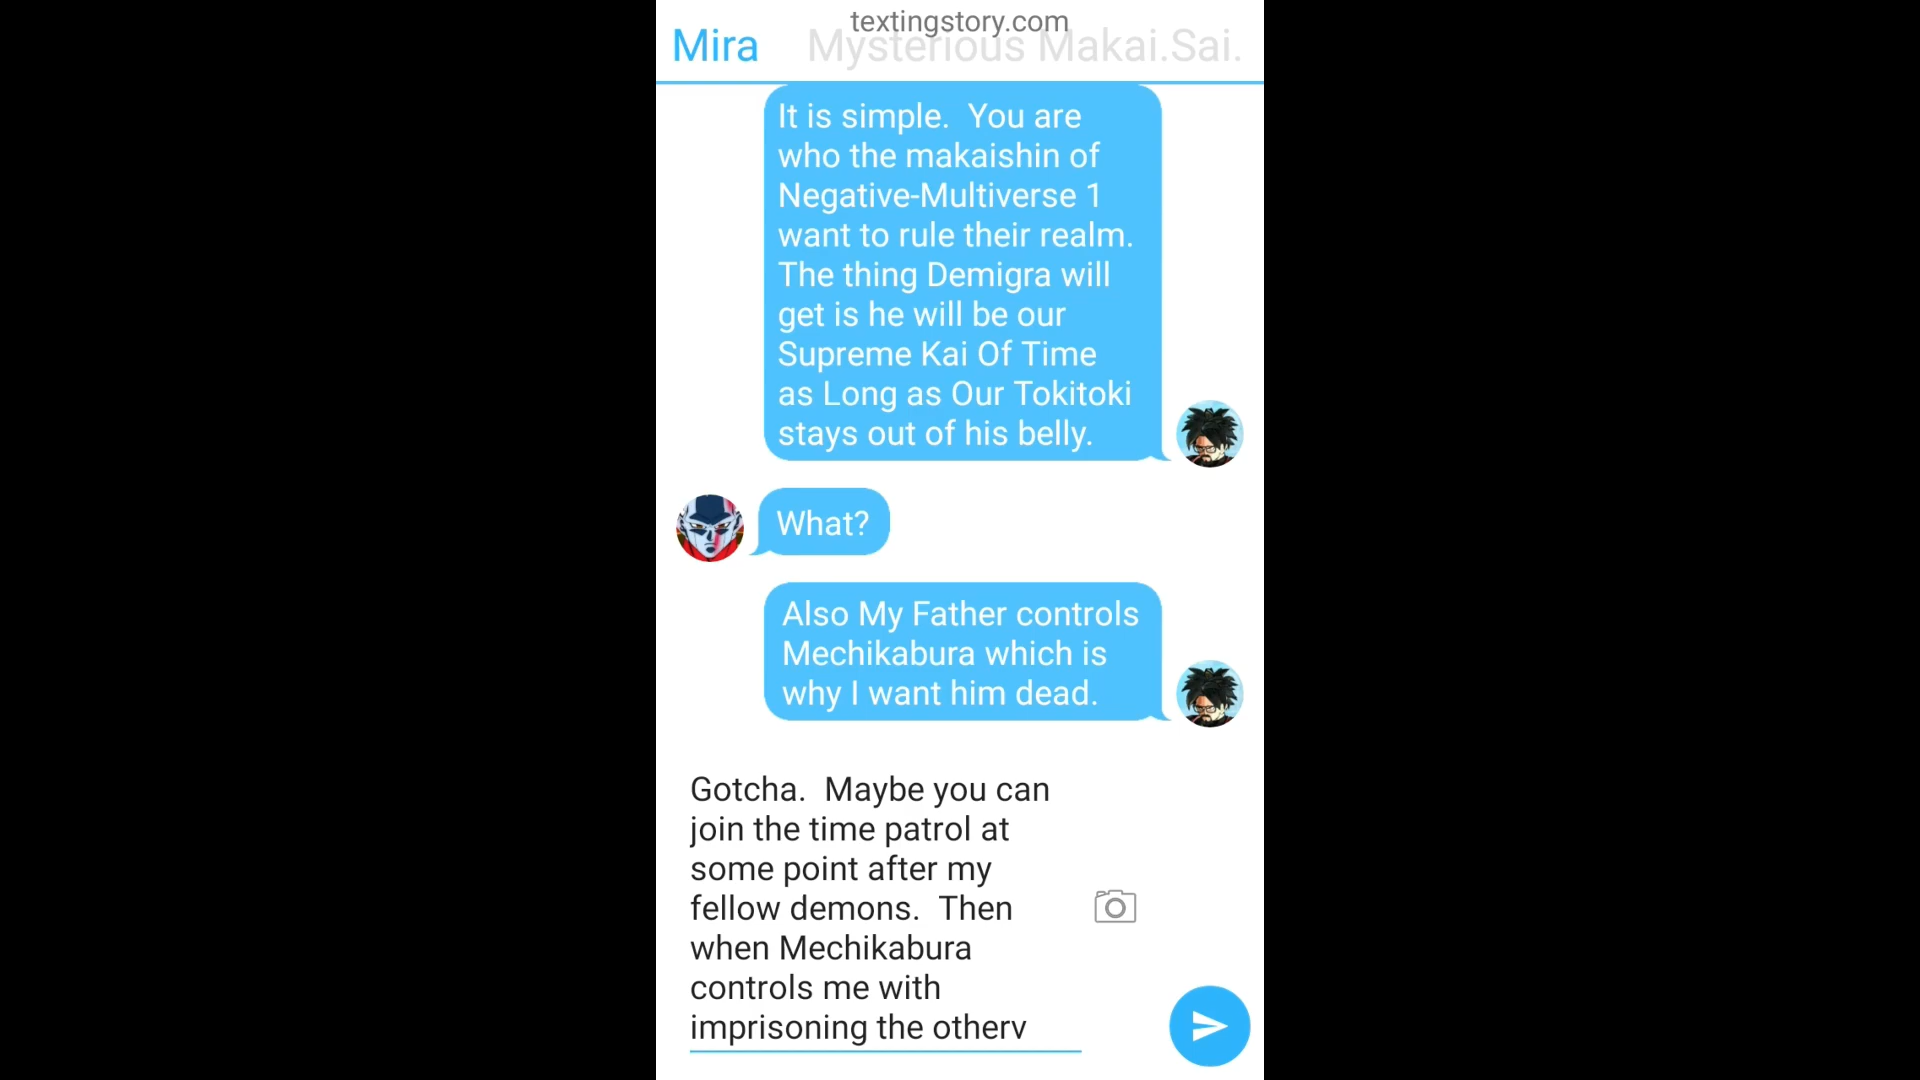 textingstory.com
Mira Mysterious Makai.Sai.
It is simple.  You are
who the makaishin of
Negative-Multiverse 1
want to rule their realm.
The thing Demigra will
get is he will be our
Supreme Kai Of Time
as Long as Our Tokitoki
stays out of his belly.
What?
Also My Father controls
Mechikabura which is
why I want him dead.
Gotcha.  Maybe you can
join the time patrol at
some point after my
fellow demons.  Then
when Mechikabura
controls me with
imprisoning the otherv